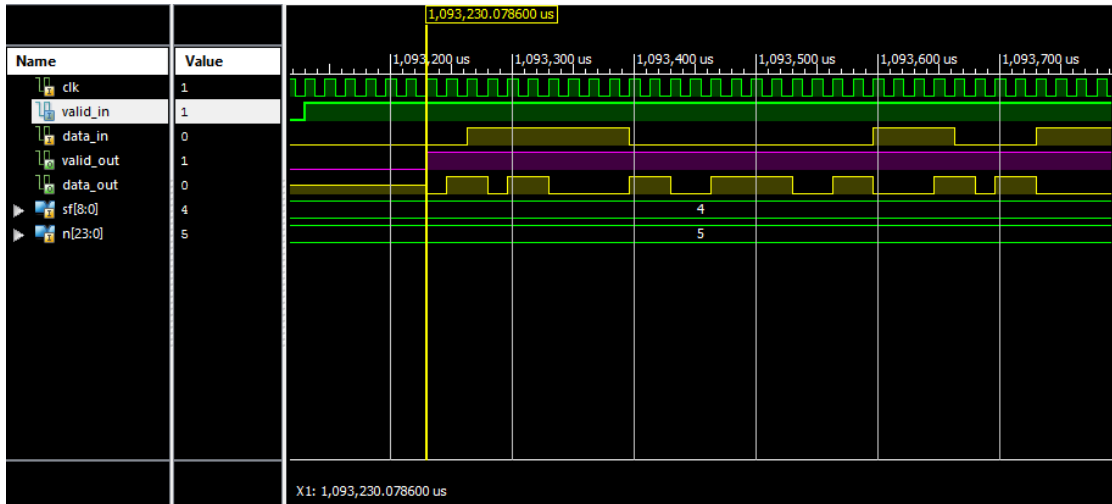 1,093,230.078600 us
Name Value
1,093,200 us 1,093,300 us 1,093,400 us 1,093,500 us 1,093,600 us 1,093,700 us
clk 1
valid_in 1
data_in 0
valid_out 1
data_out 0
sf[8:0] 4 4
n[23:0] 5 5
X1: 1,093,230.078600 us